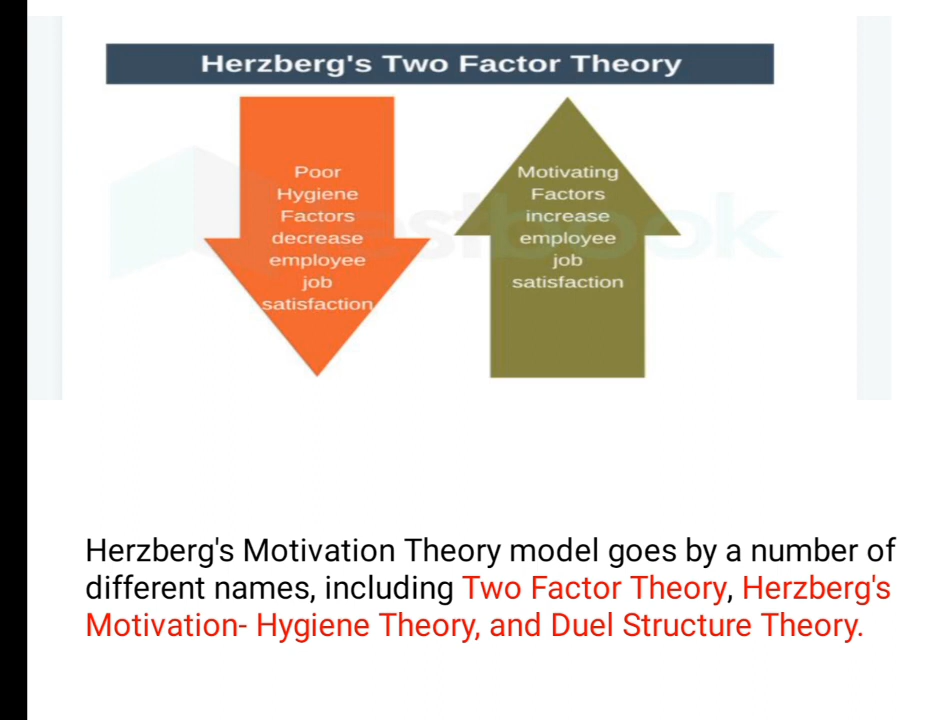 Herzberg's Two Factor Theory
Poor
Hygiene
Factors
decrease
employee
job
satisfaction
Motivating
Factors
increase
employee
job
satisfaction
testbook
Herzberg's Motivation Theory model goes by a number of
different names, including Two Factor Theory, Herzberg's
Motivation- Hygiene Theory, and Duel Structure Theory.